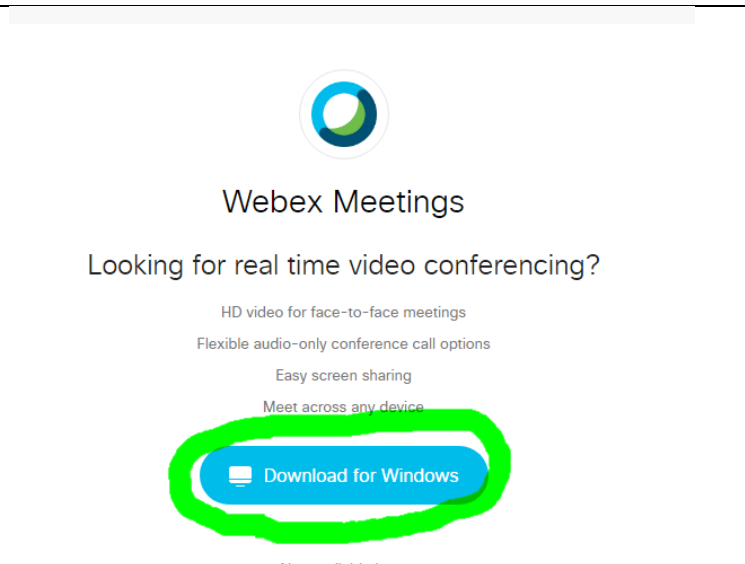 Webex Meetings
Looking for real time video conferencing?
HD video for face-to-face meetings
Flexible audio-only conference call options
Easy screen sharing
Meet across any device
Download for Windows